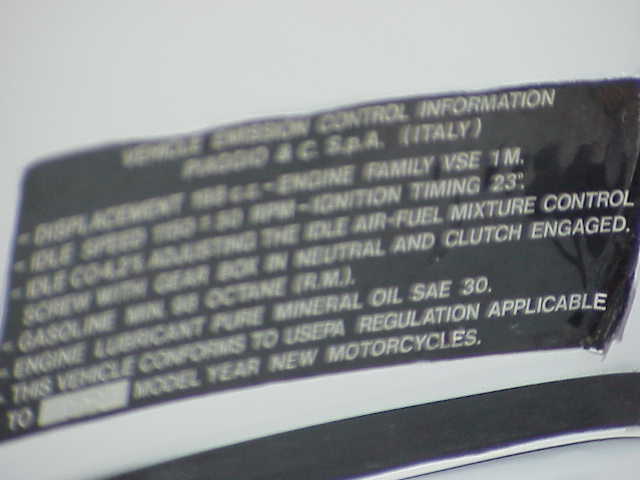 VEHICLE EMISSION CONTROL INFORMATION
PIAGGIO & C. S.p.A. (ITALY)
- DISPLACEMENT c.c. - ENGINE FAMILY VSE 1M.
- IDLE SPEED RPM - IGNITION TIMING 23°.
- IDLE ADJUSTING THE IDLE AIR-FUEL MIXTURE CONTROL
SCREW WITH GEAR BOX IN NEUTRAL AND CLUTCH ENGAGED.
- GASOLINE MIN. OCTANE (R.M.).
- ENGINE LUBRICANT PURE MINERAL OIL SAE 30.
- THIS VEHICLE CONFORMS TO USEPA REGULATION APPLICABLE
TO MODEL YEAR NEW MOTORCYCLES.